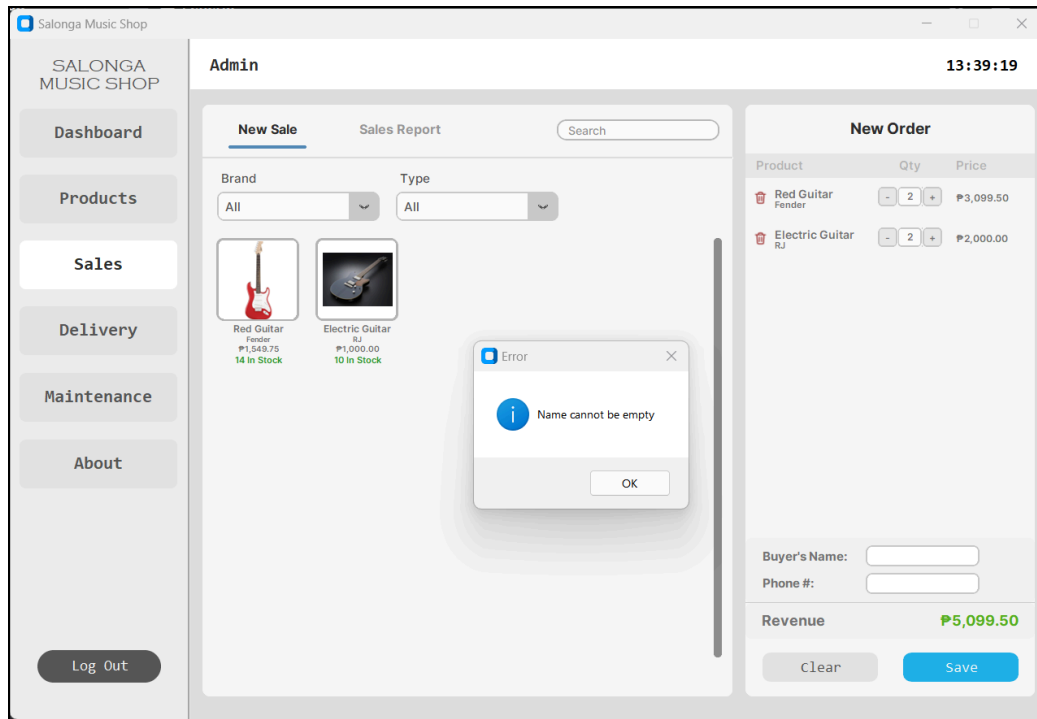 Salonga Music Shop
SALONGA
MUSIC SHOP
Admin
13:39:19
Dashboard
Products
Sales
Delivery
Maintenance
About
Log Out
New Sale
Sales Report
Search
Brand
Type
All
All
Red Guitar
Fender
₱1,549.75
14 In Stock
Electric Guitar
RJ
₱1,000.00
10 In Stock
Error
Name cannot be empty
OK
New Order
Product Qty Price
Red Guitar
Fender
- 2 + ₱3,099.50
Electric Guitar
RJ
- 2 + ₱2,000.00
Buyer's Name:
Phone #:
Revenue ₱5,099.50
Clear
Save